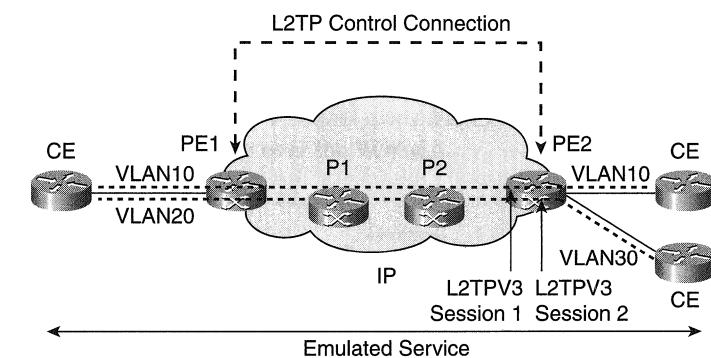 L2TP Control Connection
PE1
PE2
CE
VLAN10
P1
P2
VLAN10
CE
VLAN20
IP
VLAN30
L2TPV3 Session 1
L2TPV3 Session 2
CE
Emulated Service